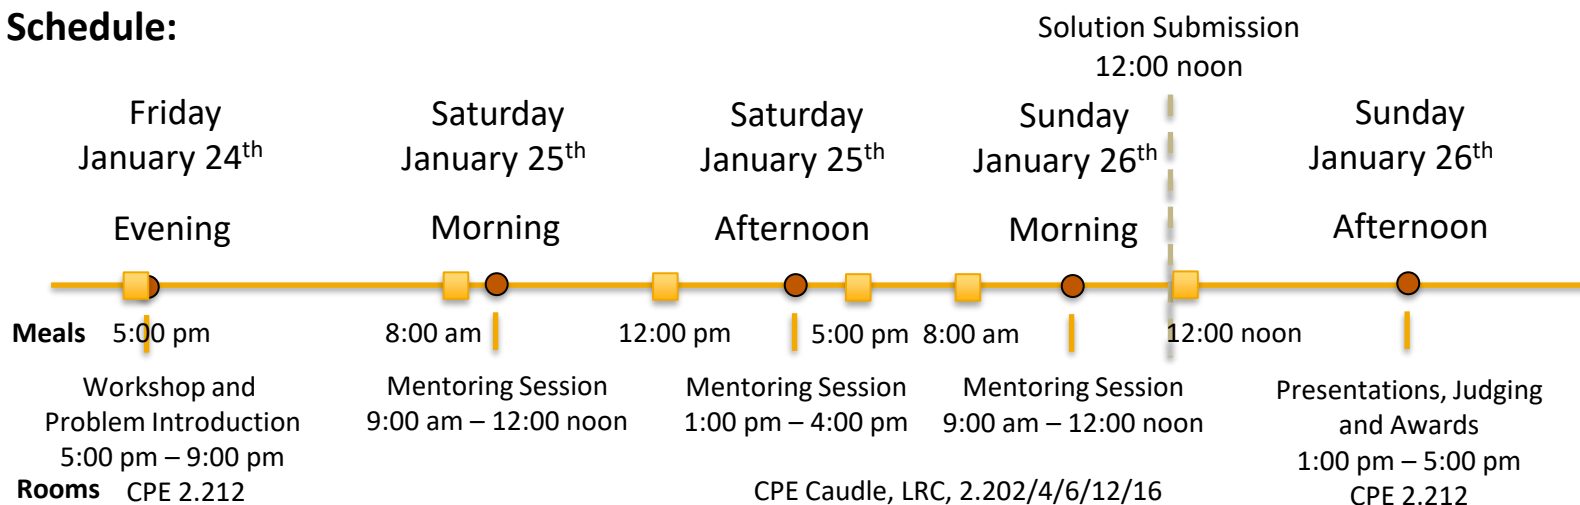 Schedule:
Solution Submission
12:00 noon
Friday
January 24th
Saturday
January 25th
Saturday
January 25th
Sunday
January 26th
Sunday
January 26th
Evening
Morning
Afternoon
Morning
Afternoon
Meals 5:00 pm 8:00 am 12:00 pm 5:00 pm 8:00 am 12:00 noon
Workshop and
Problem Introduction
5:00 pm – 9:00 pm
Mentoring Session
9:00 am – 12:00 noon
Mentoring Session
1:00 pm – 4:00 pm
Mentoring Session
9:00 am – 12:00 noon
Presentations, Judging
and Awards
1:00 pm – 5:00 pm
Rooms CPE 2.212 CPE Caudle, LRC, 2.202/4/6/12/16 CPE 2.212